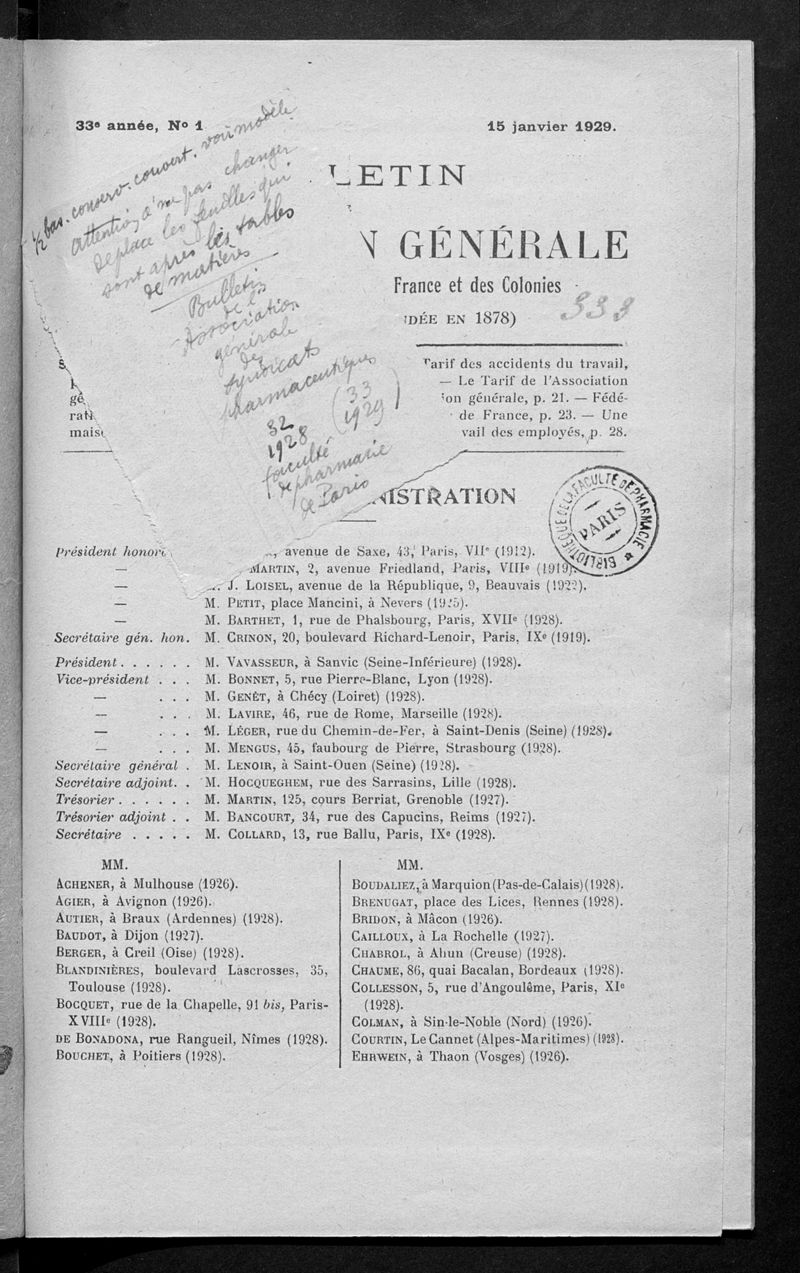 33e année, No 1
15 janvier 1929.
½ bas. conserv. couvert. voir modèle
attention, à ne pas changer
de place les feuilles qui
sont après les tables
de matières
Bulletin
de l'
Association
générale
des
Syndicats
pharmaceutiques
32 (33
1928 1929)
faculté
de pharmacie
de Paris
LETIN
N GÉNÉRALE
France et des Colonies
DÉE EN 1878)
333
Tarif des accidents du travail,
— Le Tarif de l'Association
on générale, p. 21. — Fédé-
gé
rati
de France, p. 23. — Une
mais
vail des employés, p. 28.
NISTRATION
BIBLIOTHÈQUE DE LA FACULTÉ DE PHARMACIE
PARIS
Président honor , avenue de Saxe, 43, Paris, VIIe (1912).
— MARTIN, 2, avenue Friedland, Paris, VIIIe (1919).
— J. LOISEL, avenue de la République, 9, Beauvais (1922).
— M. PETIT, place Mancini, à Nevers (1925).
— M. BARTHET, 1, rue de Phalsbourg, Paris, XVIIe (1928).
Secrétaire gén. hon. M. CRINON, 20, boulevard Richard-Lenoir, Paris, IXe (1919).
Président . . . . . . M. VAVASSEUR, à Sanvic (Seine-Inférieure) (1928).
Vice-président . . . M. BONNET, 5, rue Pierre-Blanc, Lyon (1928).
— . . . M. GENÊT, à Chécy (Loiret) (1928).
— . . . M. LAVIRE, 46, rue de Rome, Marseille (1928).
— . . . M. LÉGER, rue du Chemin-de-Fer, à Saint-Denis (Seine) (1928).
— . . . M. MENGUS, 45, faubourg de Pierre, Strasbourg (1928).
Secrétaire général . M. LENOIR, à Saint-Ouen (Seine) (1928).
Secrétaire adjoint. . M. HOCQUEGHEM, rue des Sarrasins, Lille (1928).
Trésorier . . . . . . M. MARTIN, 125, cours Berriat, Grenoble (1927).
Trésorier adjoint . . M. BANCOURT, 34, rue des Capucins, Reims (1927).
Secrétaire . . . . . M. COLLARD, 13, rue Ballu, Paris, IXe (1928).
MM.
ACHENER, à Mulhouse (1926).
AGIER, à Avignon (1926).
AUTIER, à Braux (Ardennes) (1928).
BAUDOT, à Dijon (1927).
BERGER, à Creil (Oise) (1928).
BLANDINIÈRES, boulevard Lascrosses, 35,
Toulouse (1928).
BOCQUET, rue de la Chapelle, 91 bis, Paris-
XVIIIe (1928).
DE BONADONA, rue Rangueil, Nîmes (1928).
BOUCHET, à Poitiers (1928).
MM.
BOUDALIEZ, à Marquion (Pas-de-Calais) (1928).
BRENUGAT, place des Lices, Rennes (1928).
BRIDON, à Mâcon (1926).
CAILLOUX, à La Rochelle (1927).
CHABROL, à Ahun (Creuse) (1928).
CHAUME, 86, quai Bacalan, Bordeaux (1928).
COLLESSON, 5, rue d'Angoulême, Paris, XIe
(1928).
COLMAN, à Sin-le-Noble (Nord) (1926).
COURTIN, Le Cannet (Alpes-Maritimes) (1928).
EHRWEIN, à Thaon (Vosges) (1926).